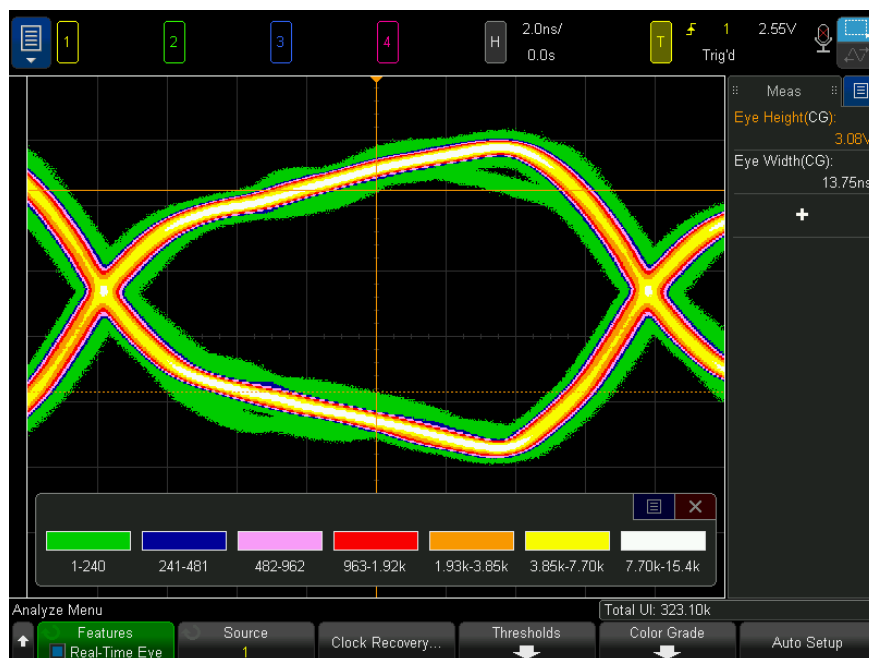 1
2
3
4
H
2.0ns/
0.0s
T
1
2.55V
Trig'd
Meas
Eye Height(CG):
3.08V
Eye Width(CG):
13.75ns
+
1-240
241-481
482-962
963-1.92k
1.93k-3.85k
3.85k-7.70k
7.70k-15.4k
Analyze Menu
Total UI: 323.10k
Features
Real-Time Eye
Source
1
Clock Recovery...
Thresholds
Color Grade
Auto Setup